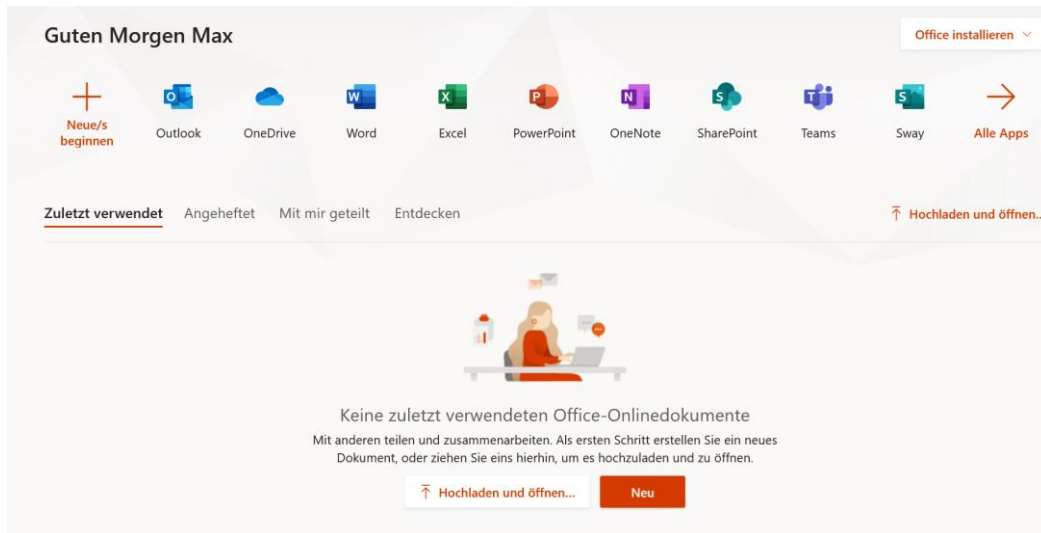 Guten Morgen Max
Office installieren
Neue/s
beginnen
Outlook
OneDrive
Word
Excel
PowerPoint
OneNote
SharePoint
Teams
Sway
Alle Apps
Zuletzt verwendet Angeheftet Mit mir geteilt Entdecken
Hochladen und öffnen...
Keine zuletzt verwendeten Office-Onlinedokumente
Mit anderen teilen und zusammenarbeiten. Als ersten Schritt erstellen Sie ein neues
Dokument, oder ziehen Sie eins hierhin, um es hochzuladen und zu öffnen.
Hochladen und öffnen...
Neu